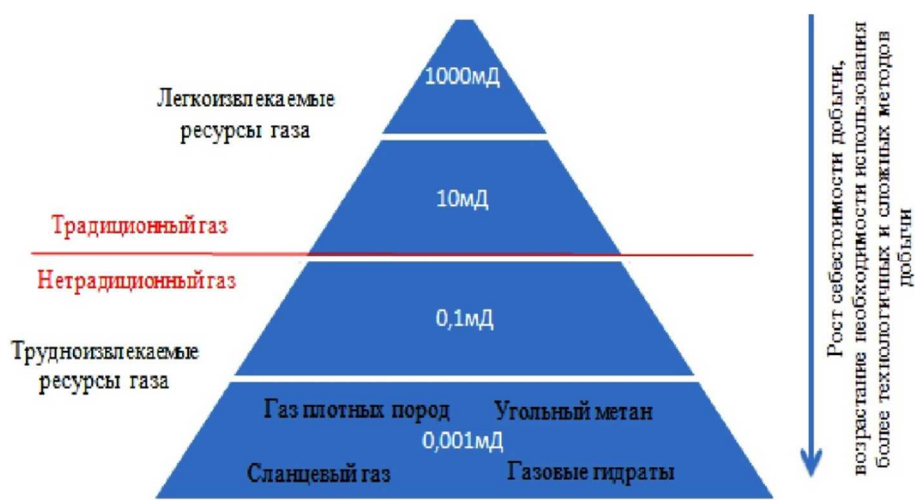 1000мД
Легкоизвлекаемые
ресурсы газа
10мД
Традиционный газ
Нетрадиционный газ
0,1мД
Трудноизвлекаемые
ресурсы газа
Газ плотных пород
Угольный метан
0,001мД
Сланцевый газ
Газовые гидраты
Рост себестоимости добычи,
возрастание необходимости использования
более технологичных и сложных методов
добычи